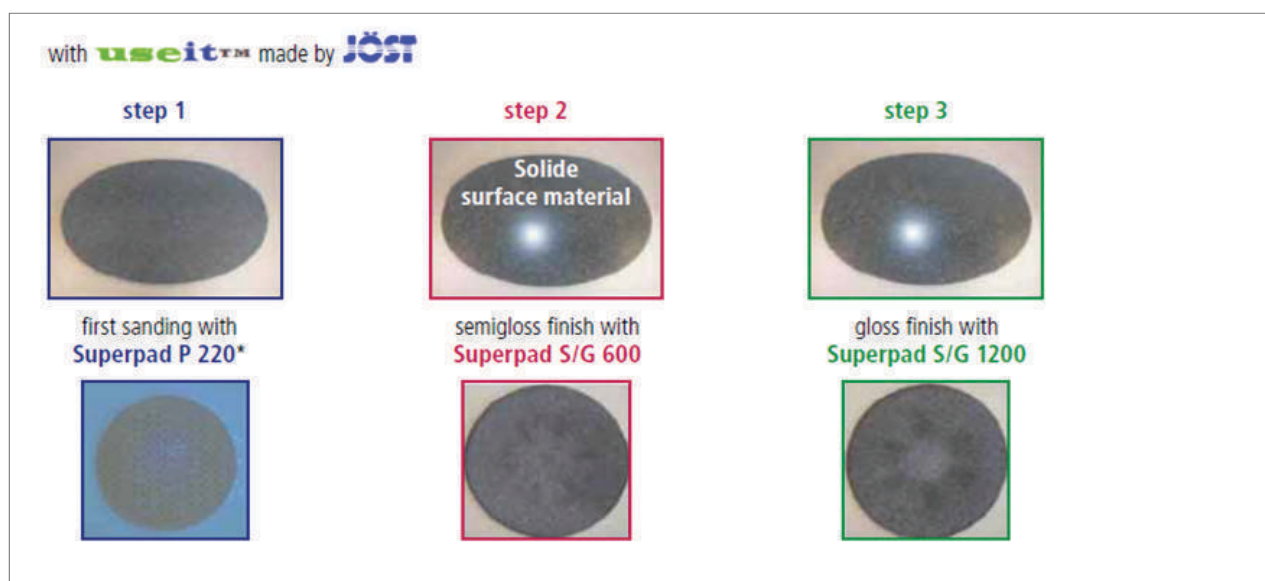 with useit™ made by JÖST
step 1
step 2
step 3
Solide
surface material
first sanding with
Superpad P 220*
semigloss finish with
Superpad S/G 600
gloss finish with
Superpad S/G 1200